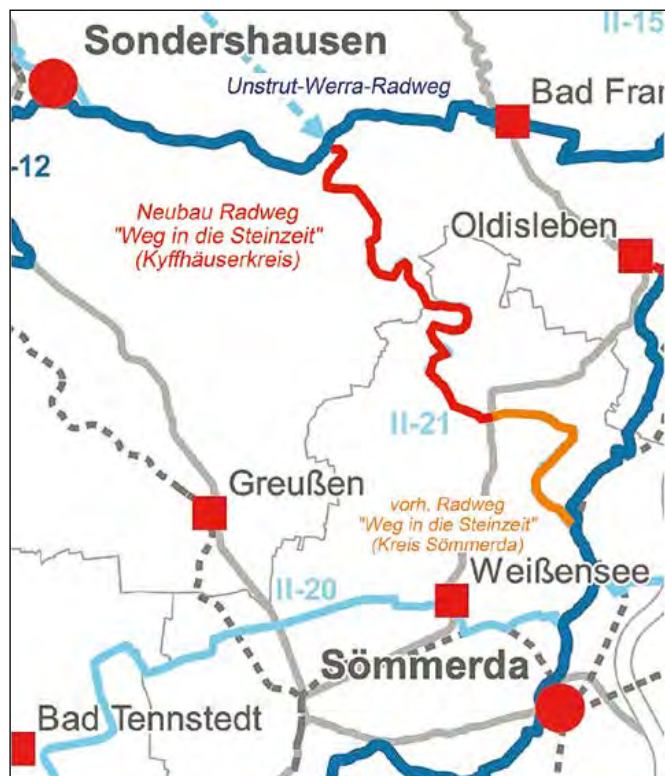 II-15
Sondershausen
Unstrut-Werra-Radweg
Bad Fran
-12
Neubau Radweg
"Weg in die Steinzeit"
(Kyffhäuserkreis)
Oldisleben
II-21
Greußen
vorh. Radweg
"Weg in die Steinzeit"
(Kreis Sömmerda)
Weißensee
II-20
Sömmerda
Bad Tennstedt